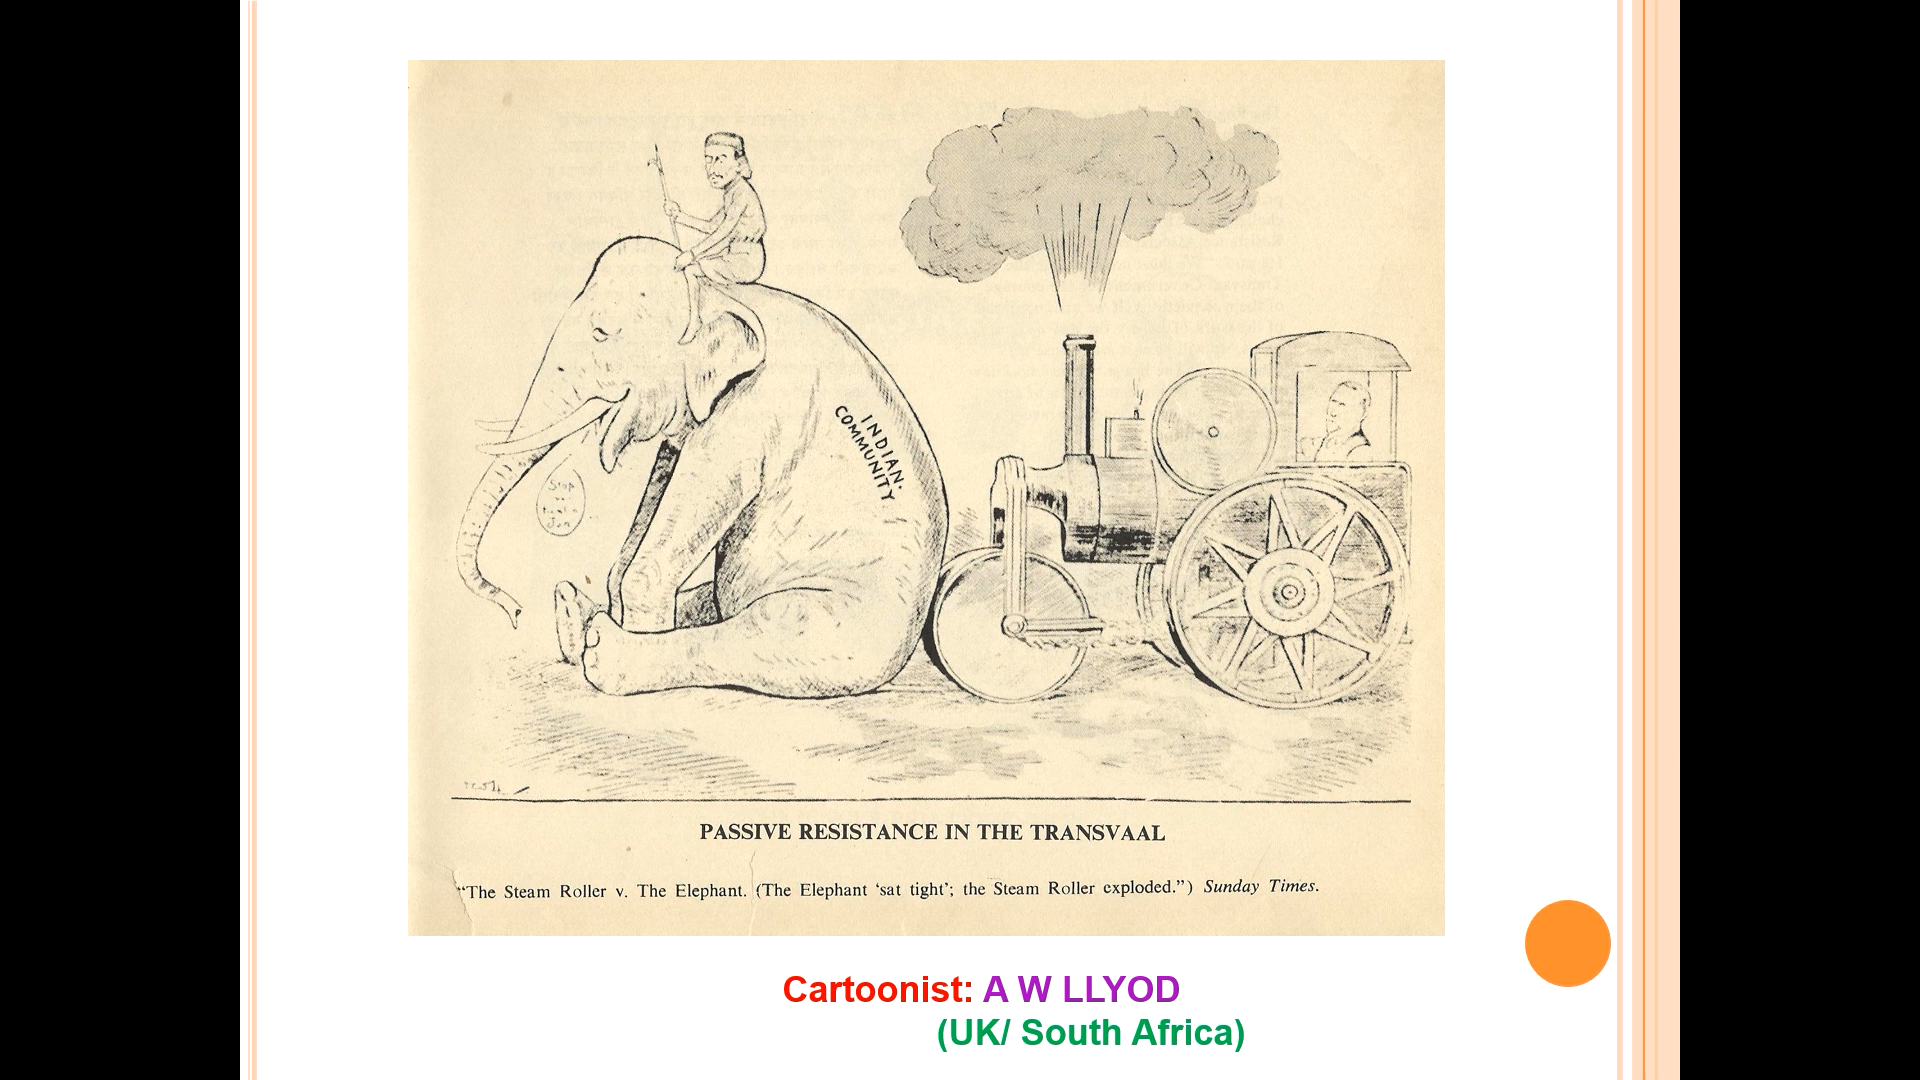 INDIAN.
COMMUNITY
PASSIVE RESISTANCE IN THE TRANSVAAL
"The Steam Roller v. The Elephant. (The Elephant 'sat tight'; the Steam Roller exploded.") Sunday Times.
Cartoonist: A W LLYOD
(UK/ South Africa)